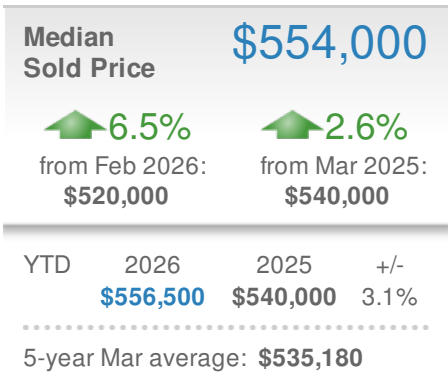 Median
Sold Price
$554,000
6.5%
from Feb 2026:
$520,000
2.6%
from Mar 2025:
$540,000
YTD 2026 2025 +/-
$556,500 $540,000 3.1%
5-year Mar average: $535,180